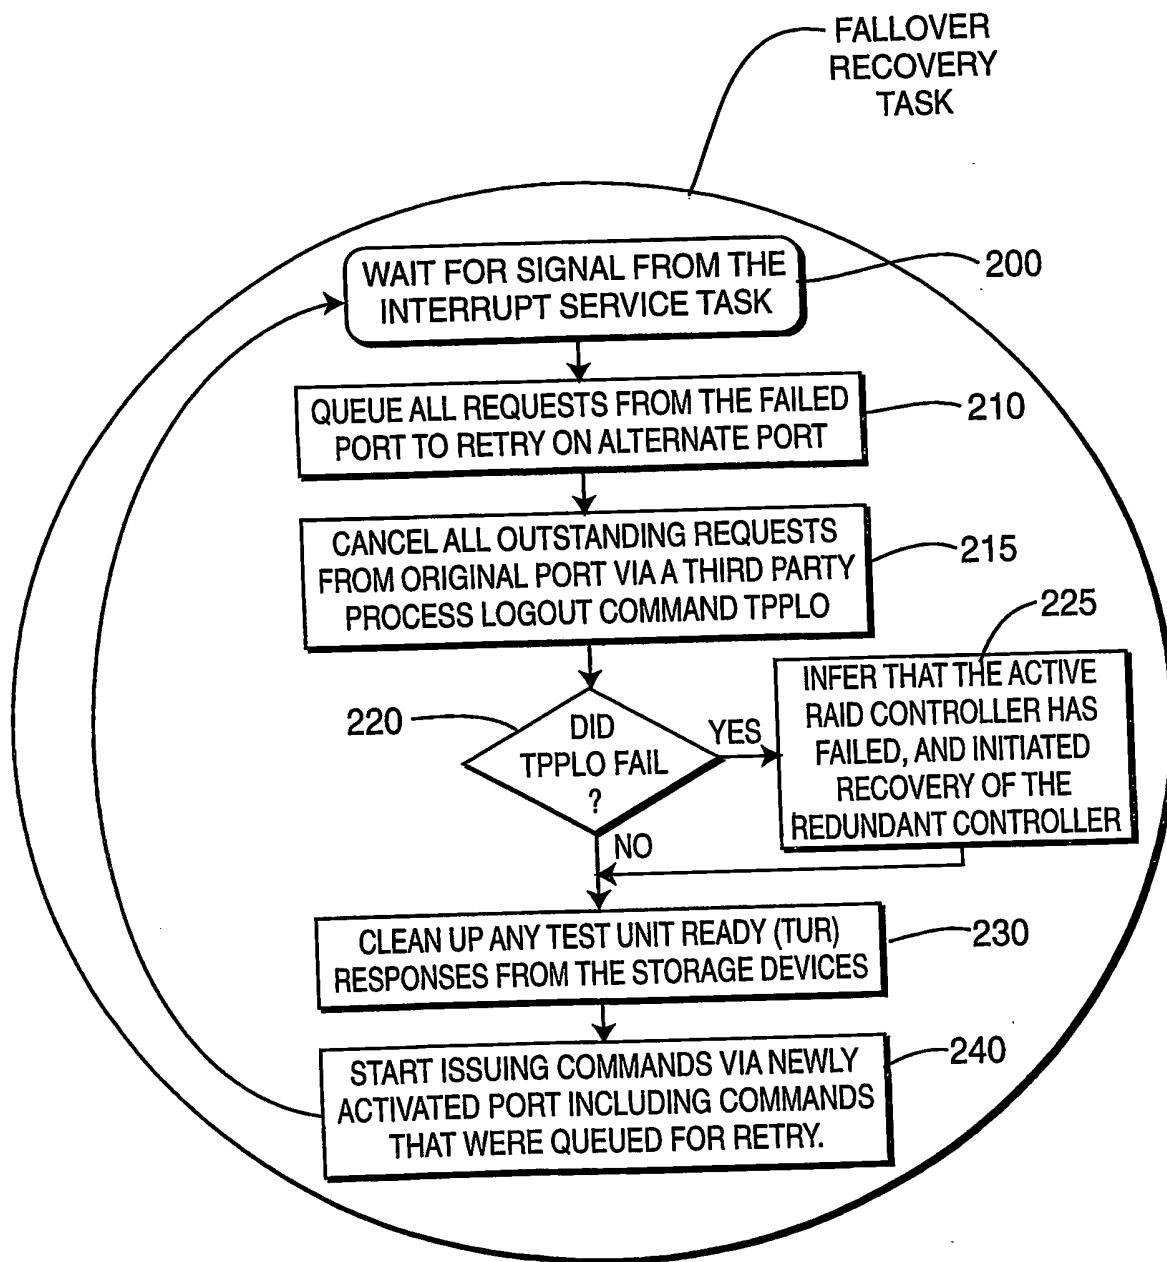 FALLOVER
RECOVERY
TASK
WAIT FOR SIGNAL FROM THE
INTERRUPT SERVICE TASK
200
QUEUE ALL REQUESTS FROM THE FAILED
PORT TO RETRY ON ALTERNATE PORT
210
CANCEL ALL OUTSTANDING REQUESTS
FROM ORIGINAL PORT VIA A THIRD PARTY
PROCESS LOGOUT COMMAND TPPLO
215
220
DID
TPPLO FAIL
?
YES
NO
225
INFER THAT THE ACTIVE
RAID CONTROLLER HAS
FAILED, AND INITIATED
RECOVERY OF THE
REDUNDANT CONTROLLER
CLEAN UP ANY TEST UNIT READY (TUR)
RESPONSES FROM THE STORAGE DEVICES
230
START ISSUING COMMANDS VIA NEWLY
ACTIVATED PORT INCLUDING COMMANDS
THAT WERE QUEUED FOR RETRY.
240